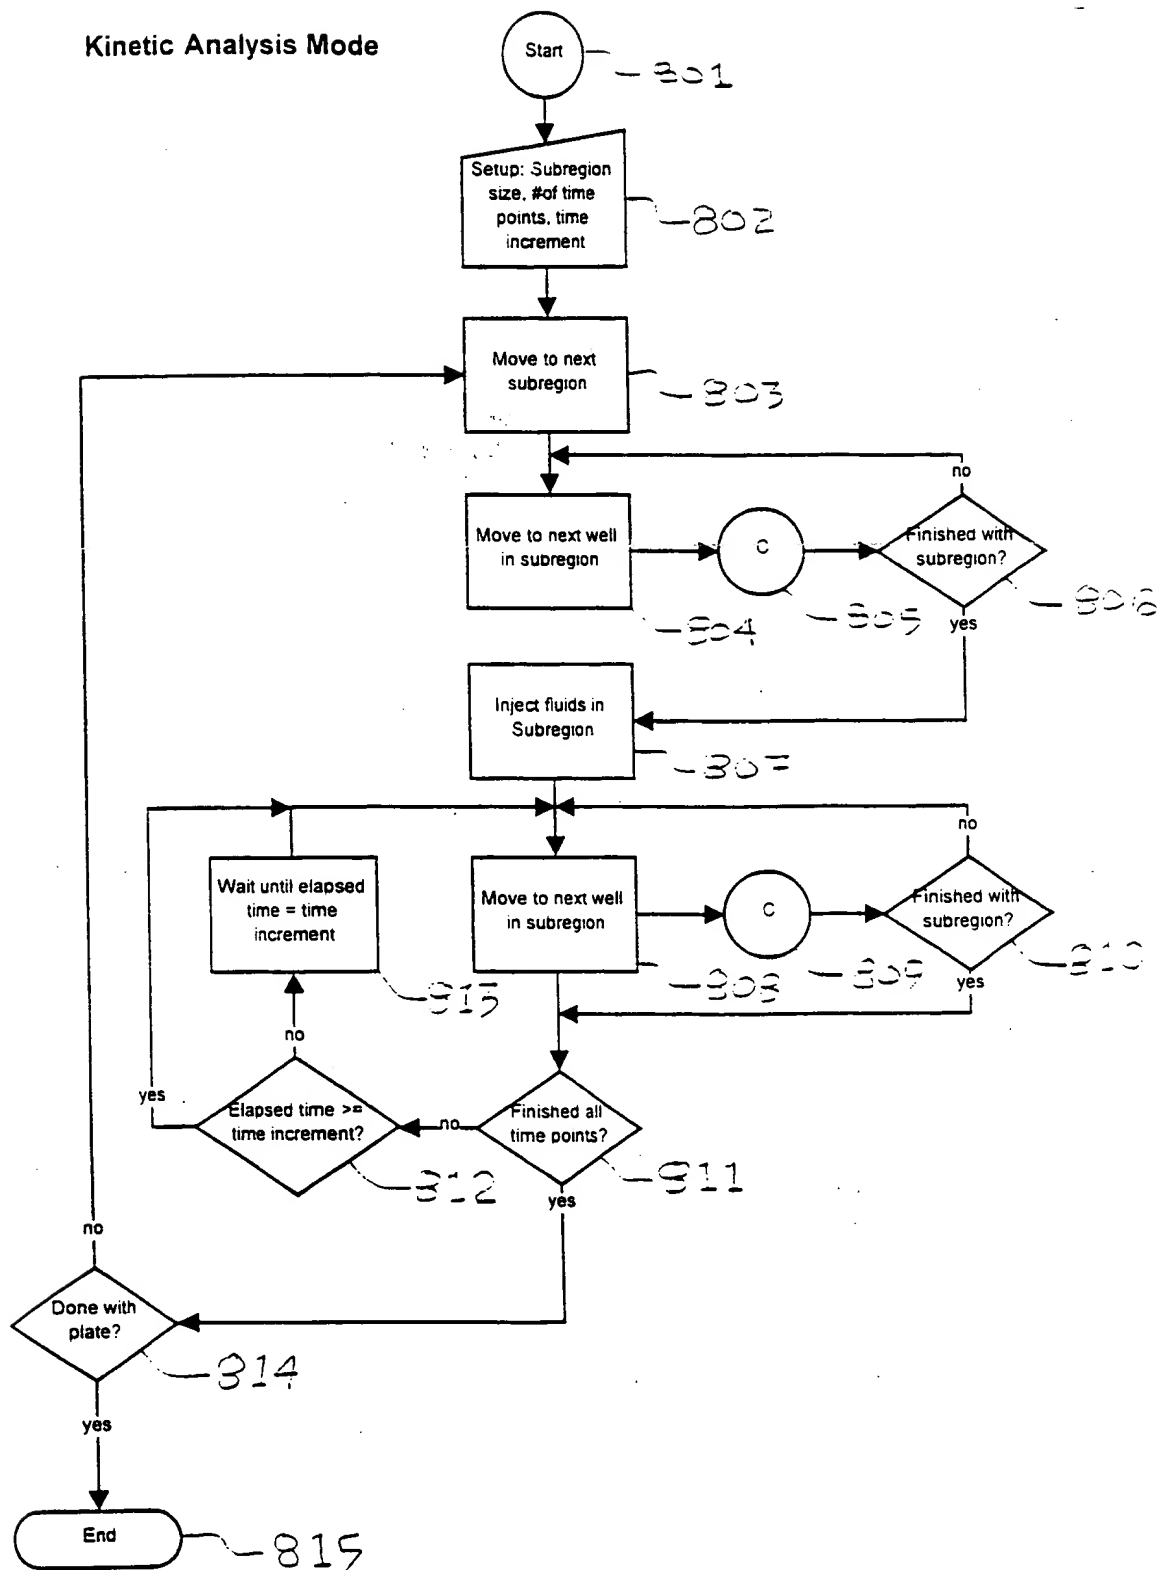 Kinetic Analysis Mode
Start
801
Setup: Subregion
size, #of time
points, time
increment
802
Move to next
subregion
803
no
Move to next well
in subregion
804
C
805
Finished with
subregion?
806
yes
Inject fluids in
Subregion
807
no
Wait until elapsed
time = time
increment
813
Move to next well
in subregion
808
C
809
Finished with
subregion?
810
yes
no
yes
Elapsed time >=
time increment?
812
no
Finished all
time points?
811
yes
no
Done with
plate?
814
yes
End
815